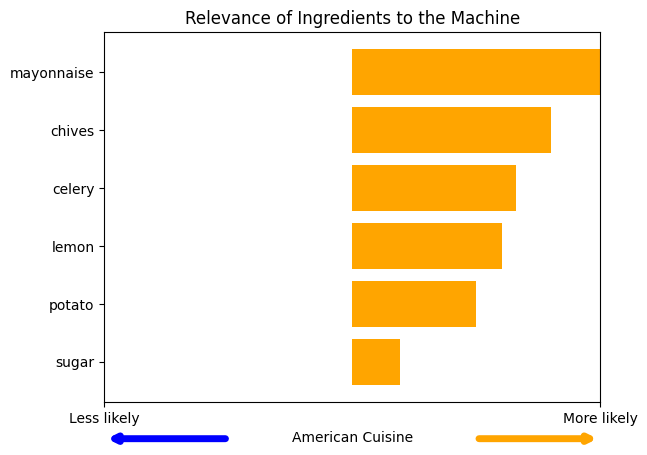 Relevance of Ingredients to the Machine
mayonnaise
chives
celery
lemon
potato
sugar
Less likely
More likely
American Cuisine